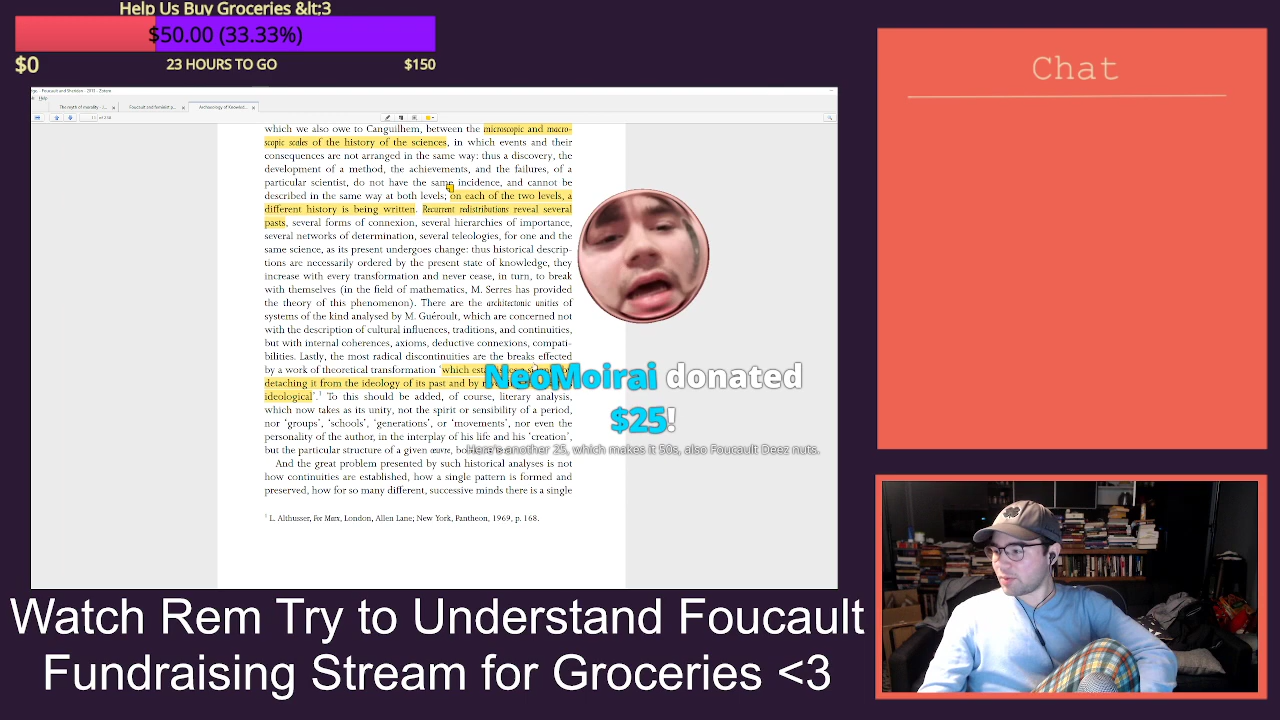 Help Us Buy Groceries &lt;3
$50.00 (33.33%)
$0
23 HOURS TO GO
$150
The myth of morality - J...
Foucault and feminist p...
Archaeology of Knowled...
which we also owe to Canguilhem, between the microscopic and macro-
scopic scales of the history of the sciences, in which events and their
consequences are not arranged in the same way: thus a discovery, the
development of a method, the achievements, and the failures, of a
particular scientist, do not have the same incidence, and cannot be
described in the same way at both levels; on each of the two levels, a
different history is being written. Recurrent redistributions reveal several
pasts, several forms of connexion, several hierarchies of importance,
several networks of determination, several teleologies, for one and the
same science, as its present undergoes change: thus historical descrip-
tions are necessarily ordered by the present state of knowledge, they
increase with every transformation and never cease, in turn, to break
with themselves (in the field of mathematics, M. Serres has provided
the theory of this phenomenon). There are the architectonic unities of
systems of the kind analysed by M. Guéroult, which are concerned not
with the description of cultural influences, traditions, and continuities,
but with internal coherences, axioms, deductive connexions, compati-
bilities. Lastly, the most radical discontinuities are the breaks effected
by a work of theoretical transformation 'which
detaching it from the ideology of its past and by
ideological'.¹ To this should be added, of course, literary analysis,
which now takes as its unity, not the spirit or sensibility of a period,
nor 'groups', 'schools', 'generations', or 'movements', nor even the
personality of the author, in the interplay of his life and his 'creation',
but the particular structure of a given œuvre,
And the great problem presented by such historical analyses is not
how continuities are established, how a single pattern is formed and
preserved, how for so many different, successive minds there is a single
¹ L. Althusser, For Marx, London, Allen Lane; New York, Pantheon, 1969, p. 168.
NeoMoirai donated
$25!
Here's another 25, which makes it 50s, also Foucault Deez nuts.
Chat
Watch Rem Try to Understand Foucault
Fundraising Stream for Groceries <3